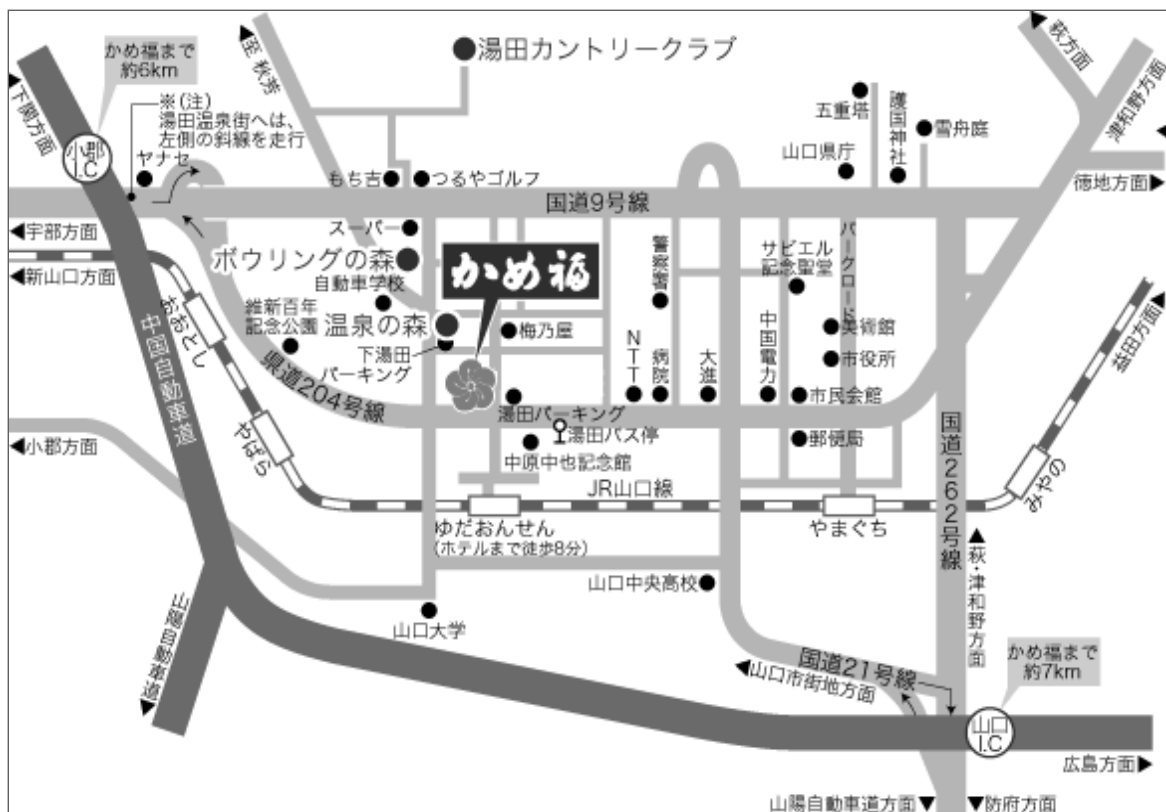 かめ福まで
約6km
▲至 秋芳
湯田カントリークラブ
▲萩方面
津和野方面
▼下関方面
※(注)
湯田温泉街へは、
左側の斜線を走行
五重塔
護国神社
雪舟庭
小郡
I.C
ヤナセ
もち吉
つるやゴルフ
山口県庁
徳地方面▶
国道9号線
◀宇部方面
スーパー
パークロード
ボウリングの森
かめ福
警察署
サビエル
記念聖堂
◀新山口方面
自動車学校
おおとし
維新百年
記念公園
温泉の森
梅乃屋
美術館
益田方面▶
中国自動車道
下湯田
パーキング
NTT
病院
大進
中国電力
市役所
県道204号線
湯田パーキング
市民会館
湯田バス停
郵便局
国道262号線
◀小郡方面
やばら
中原中也記念館
JR山口線
みやの
ゆだおんせん
(ホテルまで徒歩8分)
やまぐち
▲萩・津和野方面
山口中央高校
山陽自動車道▶
山口大学
国道21号線
◀山口市街地方面
かめ福まで
約7km
山口
I.C
広島方面▶
山陽自動車道方面▼
▼防府方面